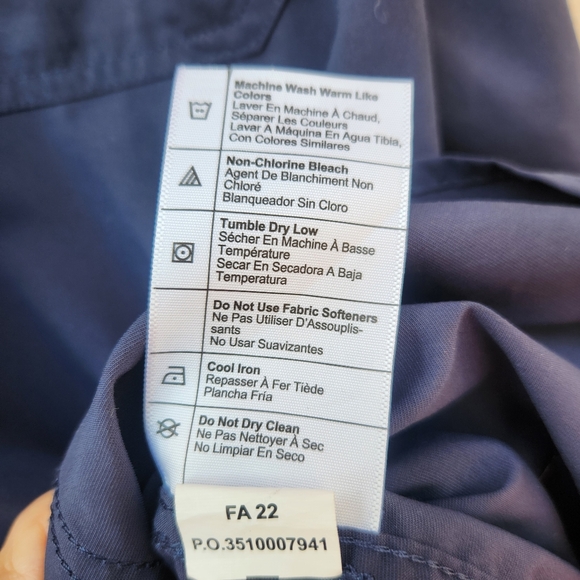 Machine Wash Warm Like
Colors
Laver En Machine À Chaud,
Séparer Les Couleurs
Lavar A Máquina En Agua Tibia,
Con Colores Similares
Non-Chlorine Bleach
Agent De Blanchiment Non
Chloré
Blanqueador Sin Cloro
Tumble Dry Low
Sécher En Machine À Basse
Température
Secar En Secadora A Baja
Temperatura
Do Not Use Fabric Softeners
Ne Pas Utiliser D'Assouplis-
sants
No Usar Suavizantes
Cool Iron
Repasser À Fer Tiède
Plancha Fría
Do Not Dry Clean
Ne Pas Nettoyer À Sec
No Limpiar En Seco
FA 22
P.O.3510007941